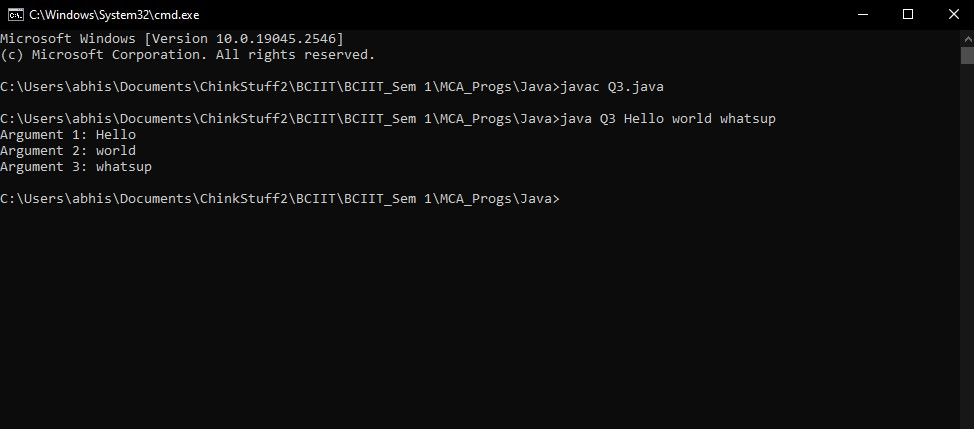 C:\Windows\System32\cmd.exe
Microsoft Windows [Version 10.0.19045.2546]
(c) Microsoft Corporation. All rights reserved.
C:\Users\abhis\Documents\ChinkStuff2\BCIIT\BCIIT_Sem 1\MCA_Progs\Java>javac Q3.java
C:\Users\abhis\Documents\ChinkStuff2\BCIIT\BCIIT_Sem 1\MCA_Progs\Java>java Q3 Hello world whatsup
Argument 1: Hello
Argument 2: world
Argument 3: whatsup
C:\Users\abhis\Documents\ChinkStuff2\BCIIT\BCIIT_Sem 1\MCA_Progs\Java>